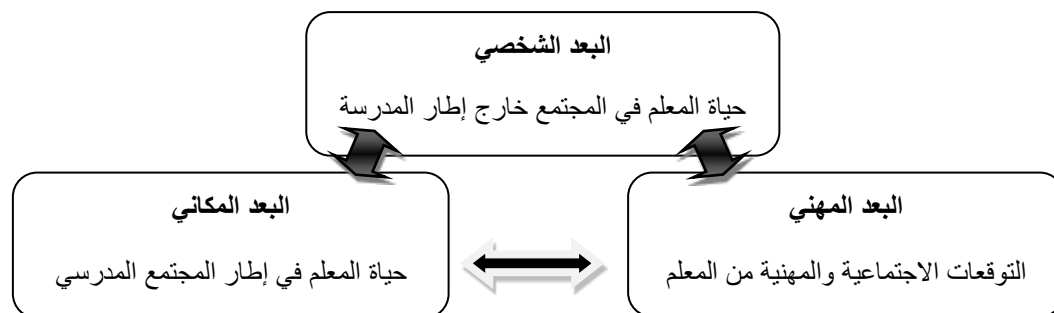 البعد الشخصي
حياة المعلم في المجتمع خارج إطار المدرسة
البعد المهني
التوقعات الاجتماعية والمهنية من المعلم
البعد المكاني
حياة المعلم في إطار المجتمع المدرسي